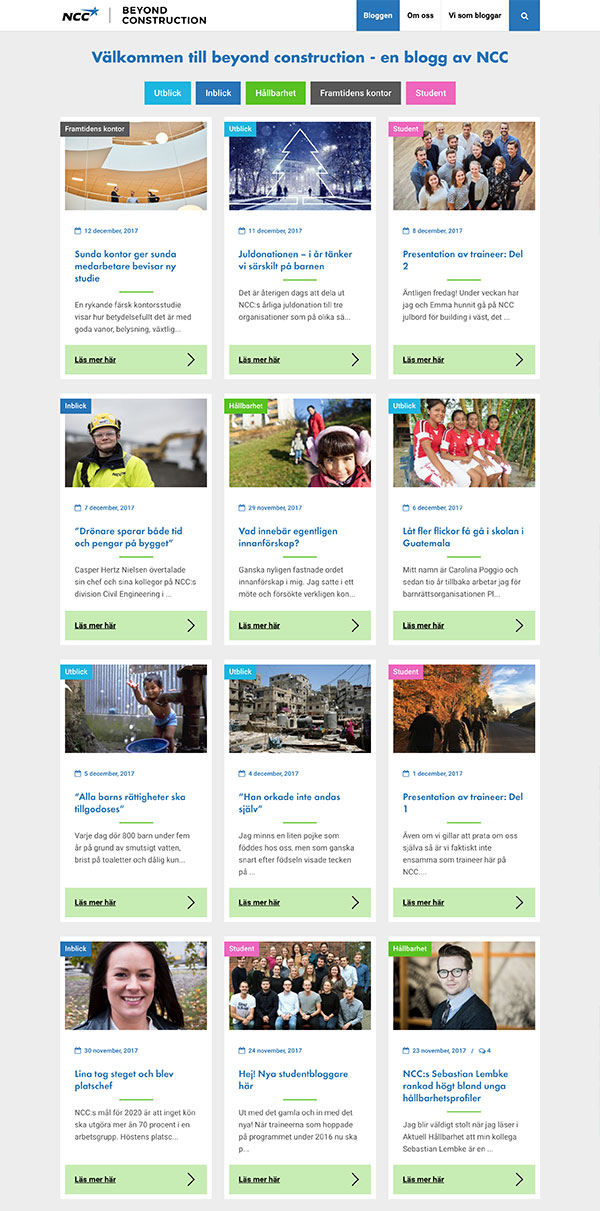 NCC BEYOND CONSTRUCTION
Bloggen Om oss Vi som bloggar
Välkommen till beyond construction - en blogg av NCC
Utblick Inblick Hållbarhet Framtidens kontor Student
Framtidens kontor
12 december, 2017
Sunda kontor ger sunda
medarbetare bevisar ny
studie
En rykande färsk kontorsstudie
visar hur betydelsefullt det är med
goda vanor, belysning, växtlig...
Läs mer här
Utblick
11 december, 2017
Juldonationen – i år tänker
vi särskilt på barnen
Det är återigen dags att dela ut
NCC:s årliga juldonation till tre
organisationer som på olika sä...
Läs mer här
Student
8 december, 2017
Presentation av traineer: Del
2
Äntligen fredag! Under veckan har
jag och Emma hunnit gå på NCC
julbord för building i väst, det ...
Läs mer här
Inblick
7 december, 2017
”Drönare sparar både tid
och pengar på bygget”
Casper Hertz Nielsen övertalade
sin chef och sina kollegor på NCC:s
division Civil Engineering i ...
Läs mer här
Hållbarhet
29 november, 2017
Vad innebär egentligen
innanförskap?
Ganska nyligen fastnade ordet
innanförskap i mig. Jag satte i ett
möte och försökte verkligen kon...
Läs mer här
Utblick
6 december, 2017
Låt fler flickor få gå i skolan i
Guatemala
Mitt namn är Carolina Poggio och
sedan tio år tillbaka arbetar jag för
barnrättsorganisationen Pl...
Läs mer här
Utblick
5 december, 2017
”Alla barns rättigheter ska
tillgodoses”
Varje dag dör 800 barn under fem
år på grund av smutsigt vatten,
brist på toaletter och dålig kun...
Läs mer här
Utblick
4 december, 2017
”Han orkade inte andas
själv”
Jag minns en liten pojke som
föddes hos oss, men som ganska
snart efter födseln visade tecken
på ...
Läs mer här
Student
1 december, 2017
Presentation av traineer: Del
1
Även om vi gillar att prata om oss
själva så är vi faktiskt inte
ensamma som traineer här på
NCC....
Läs mer här
Inblick
30 november, 2017
Lina tog steget och blev
platschef
NCC:s mål för 2020 är att inget kön
ska utgöra mer än 70 procent i en
arbetsgrupp. Höstens platsc...
Läs mer här
Student
24 november, 2017
Hej! Nya studentbloggare
här
Ut med det gamla och in med det
nya! När traineerna som hoppade
på programmet under 2016 nu ska
p...
Läs mer här
Hållbarhet
23 november, 2017 / 4
NCC:s Sebastian Lembke
rankad högt bland unga
hållbarhetsprofiler
Jag blir väldigt stolt när jag läser i
Aktuell Hållbarhet att min kollega
Sebastian Lembke är en ...
Läs mer här